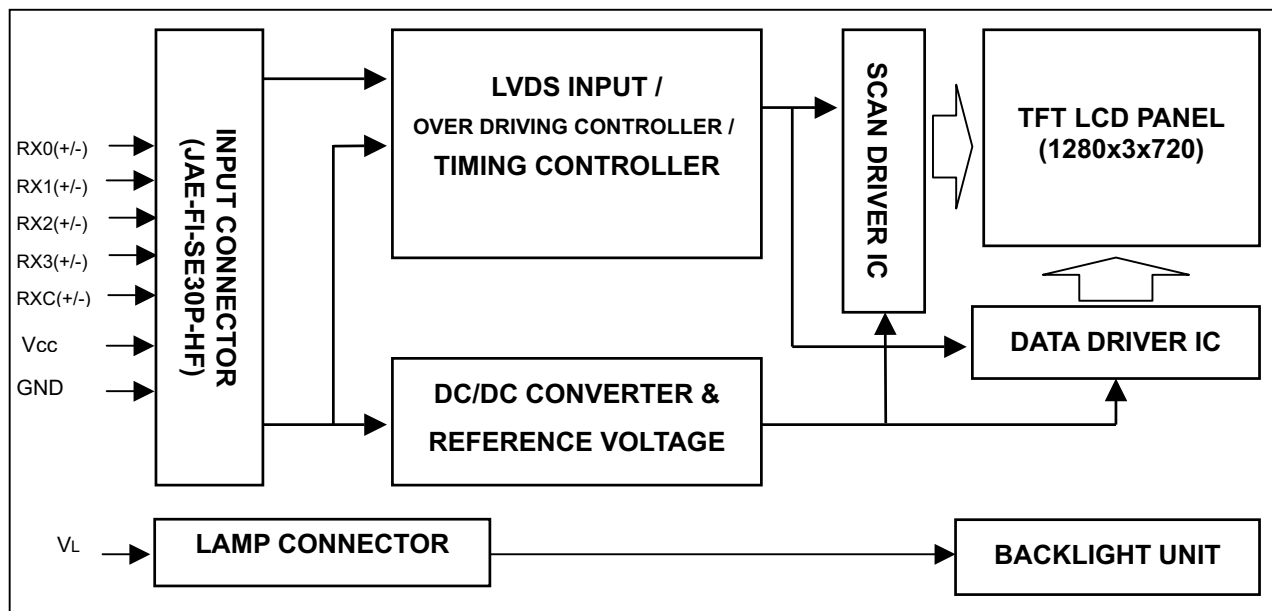 RX0(+/-)
RX1(+/-)
RX2(+/-)
RX3(+/-)
RXC(+/-)
Vcc
GND
INPUT CONNECTOR
(JAE-FI-SE30P-HF)
LVDS INPUT /
OVER DRIVING CONTROLLER /
TIMING CONTROLLER
SCAN DRIVER IC
TFT LCD PANEL
(1280x3x720)
DATA DRIVER IC
DC/DC CONVERTER &
REFERENCE VOLTAGE
VL
LAMP CONNECTOR
BACKLIGHT UNIT